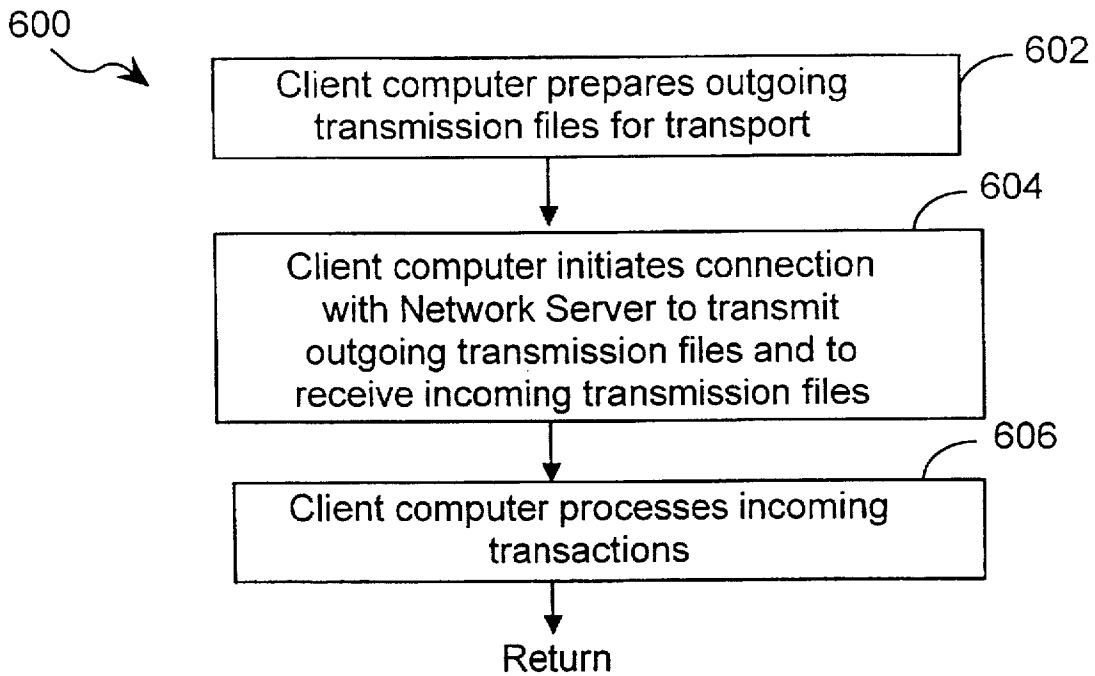 600
602
Client computer prepares outgoing
transmission files for transport
604
Client computer initiates connection
with Network Server to transmit
outgoing transmission files and to
receive incoming transmission files
606
Client computer processes incoming
transactions
Return